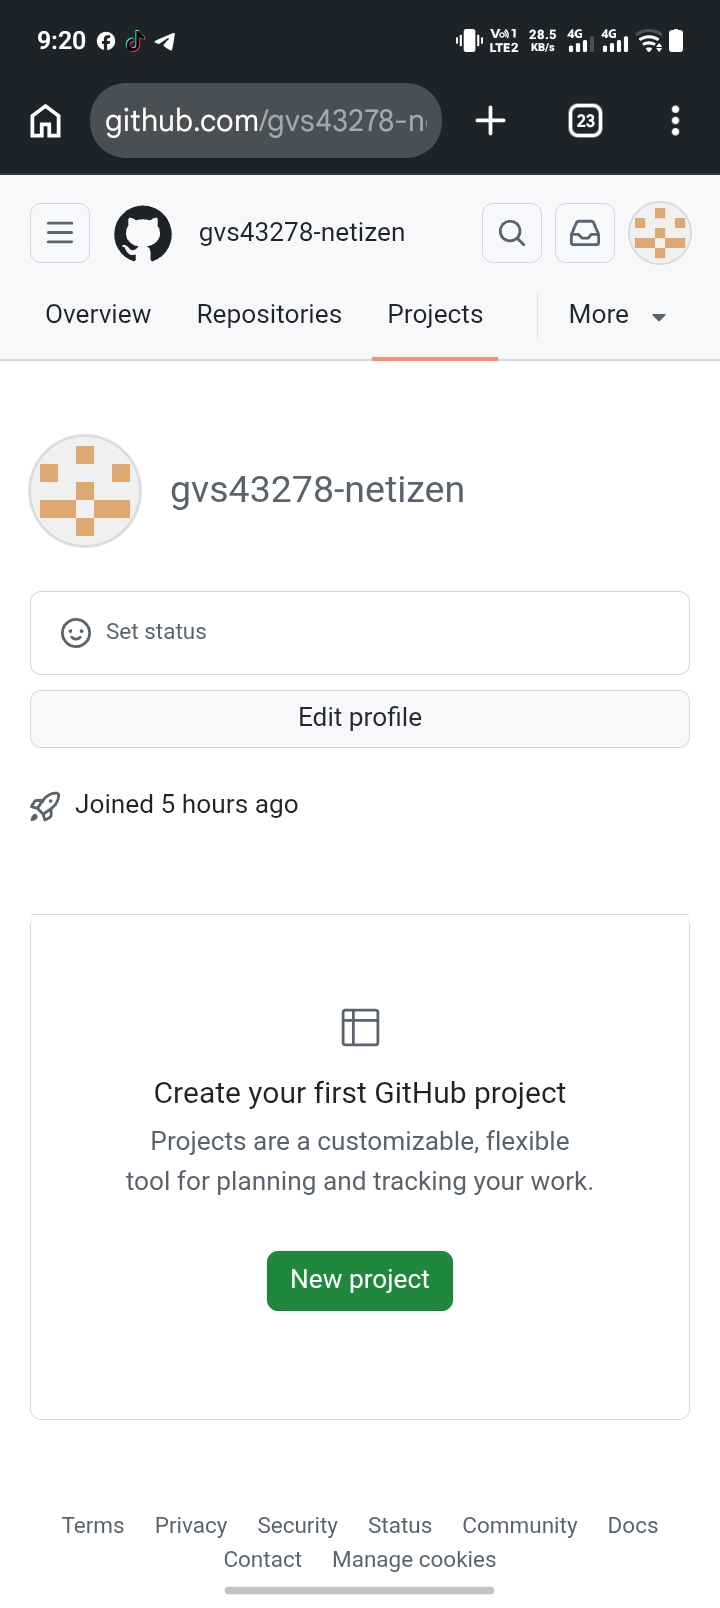 9:20 Vo) 1 LTE2 28.5 KB/s 4G 4G
github.com/gvs43278-n
23
gvs43278-netizen
Overview Repositories Projects More
gvs43278-netizen
Set status
Edit profile
Joined 5 hours ago
Create your first GitHub project
Projects are a customizable, flexible
tool for planning and tracking your work.
New project
Terms Privacy Security Status Community Docs
Contact Manage cookies